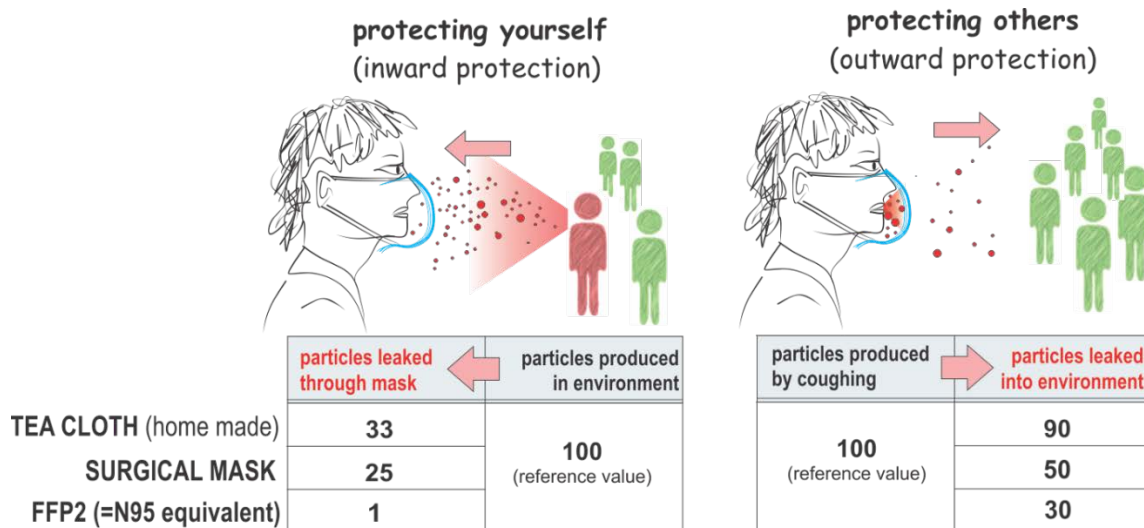 protecting yourself
(inward protection)
protecting others
(outward protection)
particles leaked
through mask
particles produced
in environment
particles produced
by coughing
particles leaked
into environment
TEA CLOTH (home made)
33
100
(reference value)
100
(reference value)
90
SURGICAL MASK
25
50
FFP2 (=N95 equivalent)
1
30